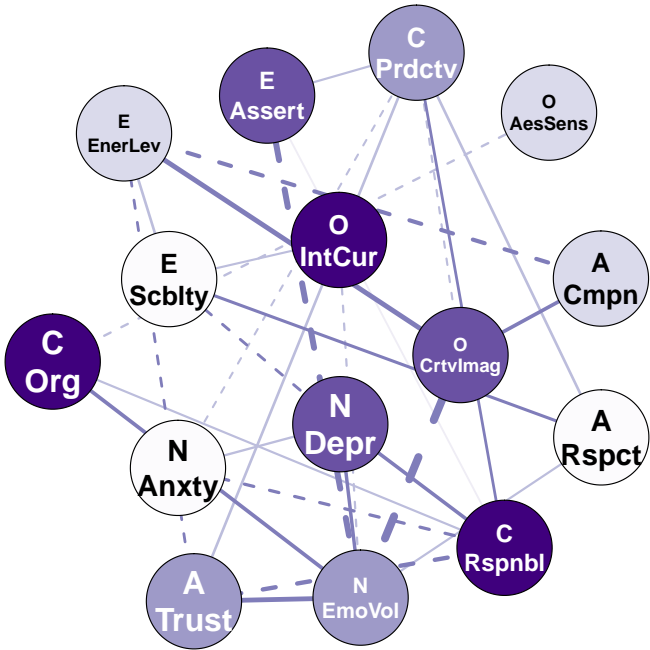 C
Prdctv
E
Assert
O
AesSens
E
EnerLev
O
IntCur
E
Scblty
A
Cmpn
C
Org
O
CrtvImag
N
Depr
A
Rspct
N
Anxty
C
Rspnbl
A
Trust
N
EmoVol